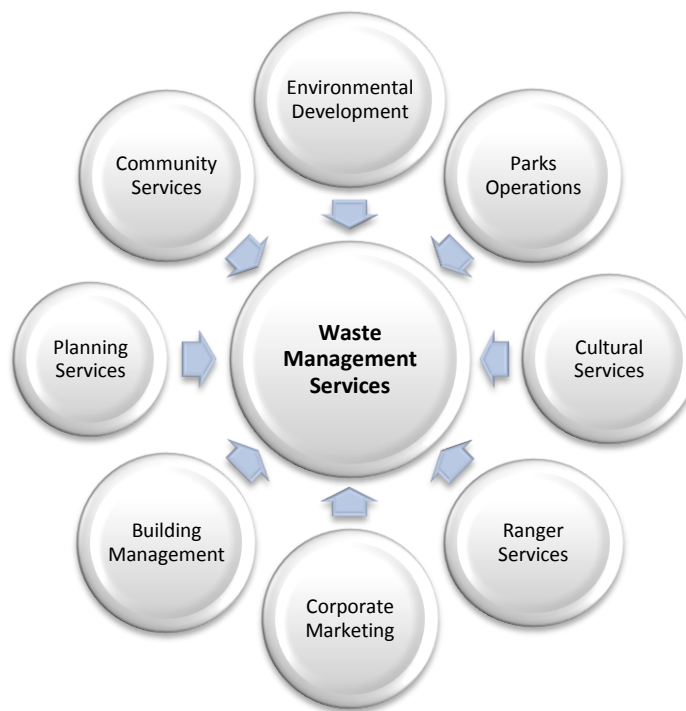 Environmental
Development
Community
Services
Parks
Operations
Planning
Services
Waste
Management
Services
Cultural
Services
Building
Management
Ranger
Services
Corporate
Marketing